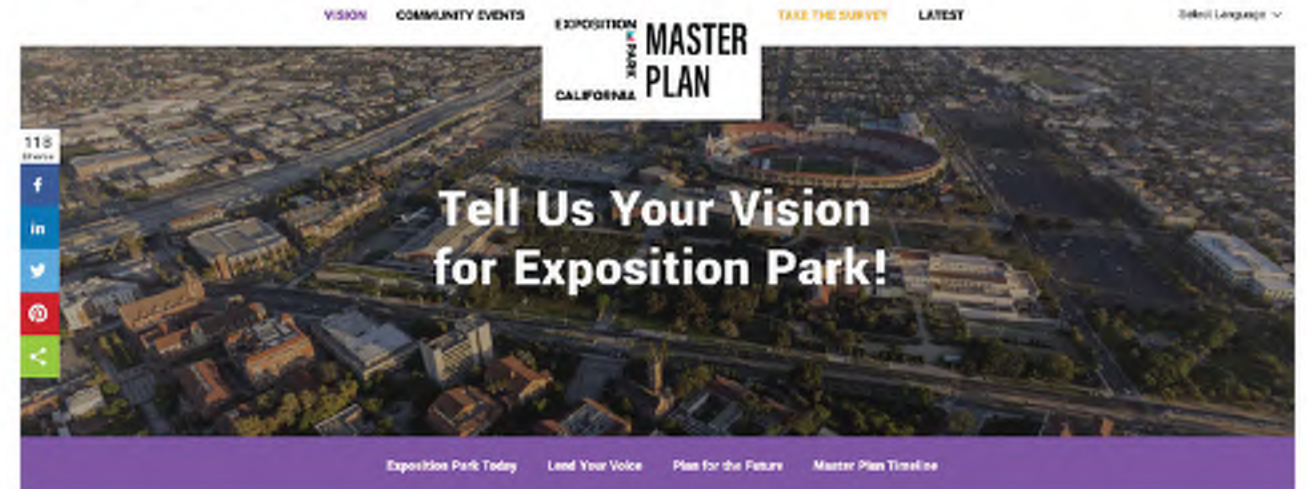 VISION
COMMUNITY EVENTS
EXPOSITION
PARK
CALIFORNIA
MASTER
PLAN
TAKE THE SURVEY
LATEST
Select Language
118
Shares
Tell Us Your Vision
for Exposition Park!
Exposition Park Today
Lend Your Voice
Plan for the Future
Master Plan Timeline